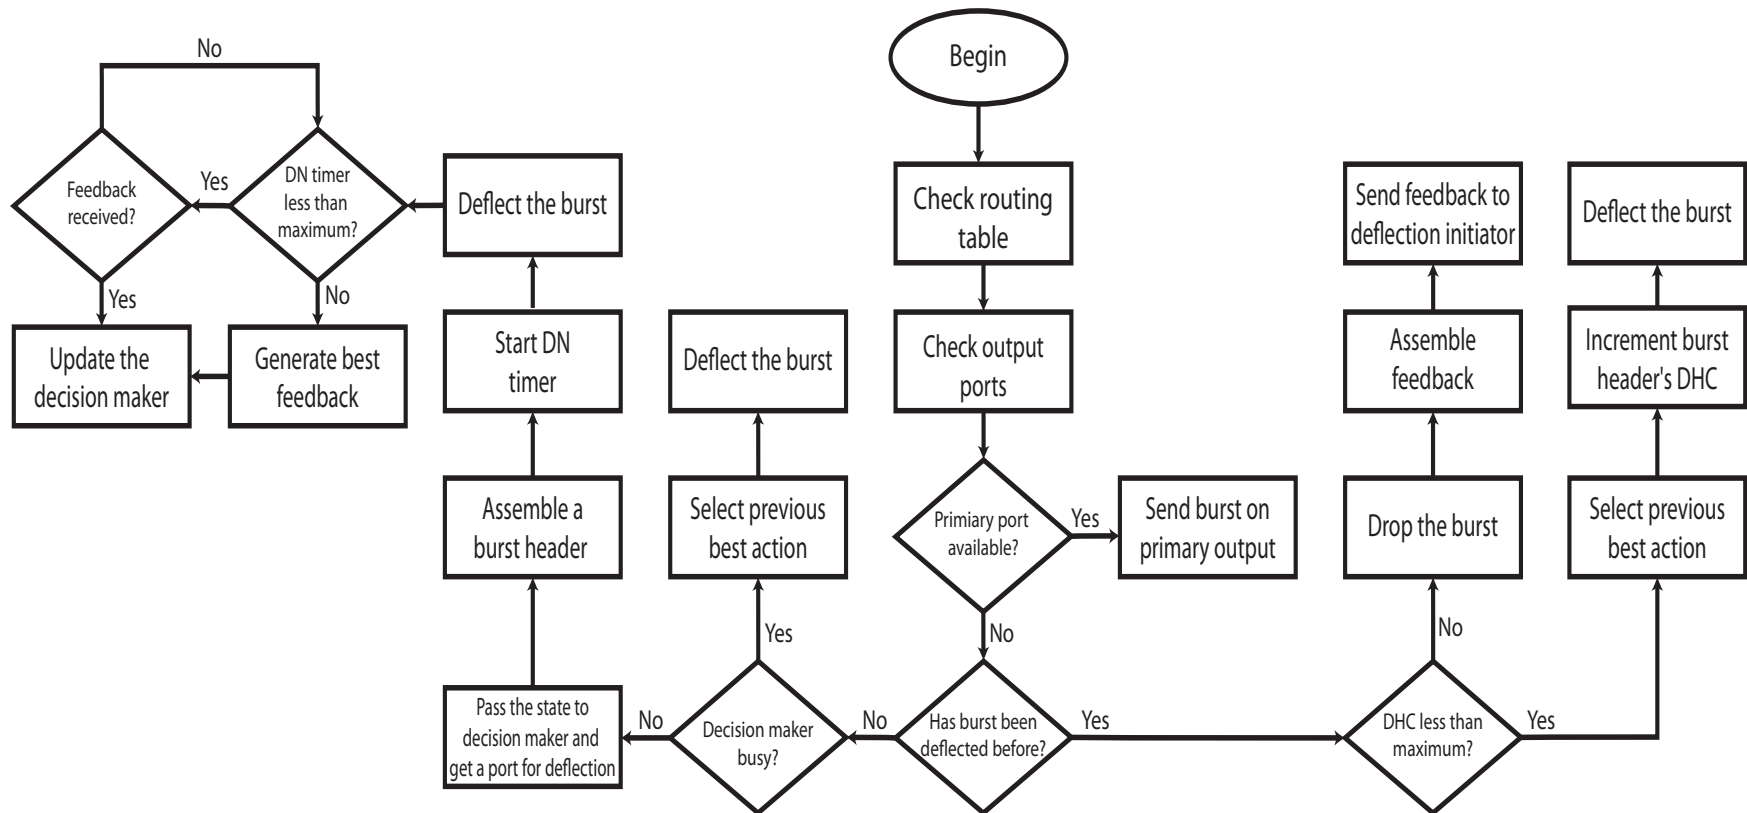 No
Begin
Feedback
received?
Yes
DN timer
less than
maximum?
Deflect the burst
Check routing
table
Send feedback to
deflection initiator
Deflect the burst
Yes
No
Update the
decision maker
Generate best
feedback
Start DN
timer
Deflect the burst
Check output
ports
Assemble
feedback
Increment burst
header's DHC
Assemble a
burst header
Select previous
best action
Primiary port
available?
Yes
Send burst on
primary output
Drop the burst
Select previous
best action
Yes
No
No
Pass the state to
decision maker and
get a port for deflection
No
Decision maker
busy?
No
Has burst been
deflected before?
Yes
DHC less than
maximum?
Yes